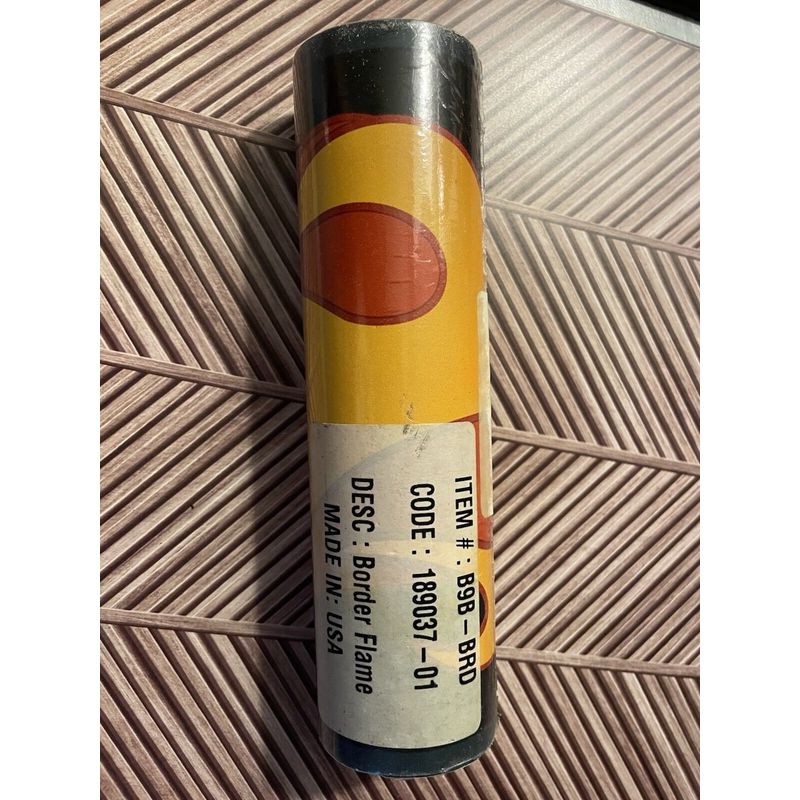 ITEM # : B9B – BRD
CODE : 189037 – 01
DESC : Border Flame
MADE IN: USA